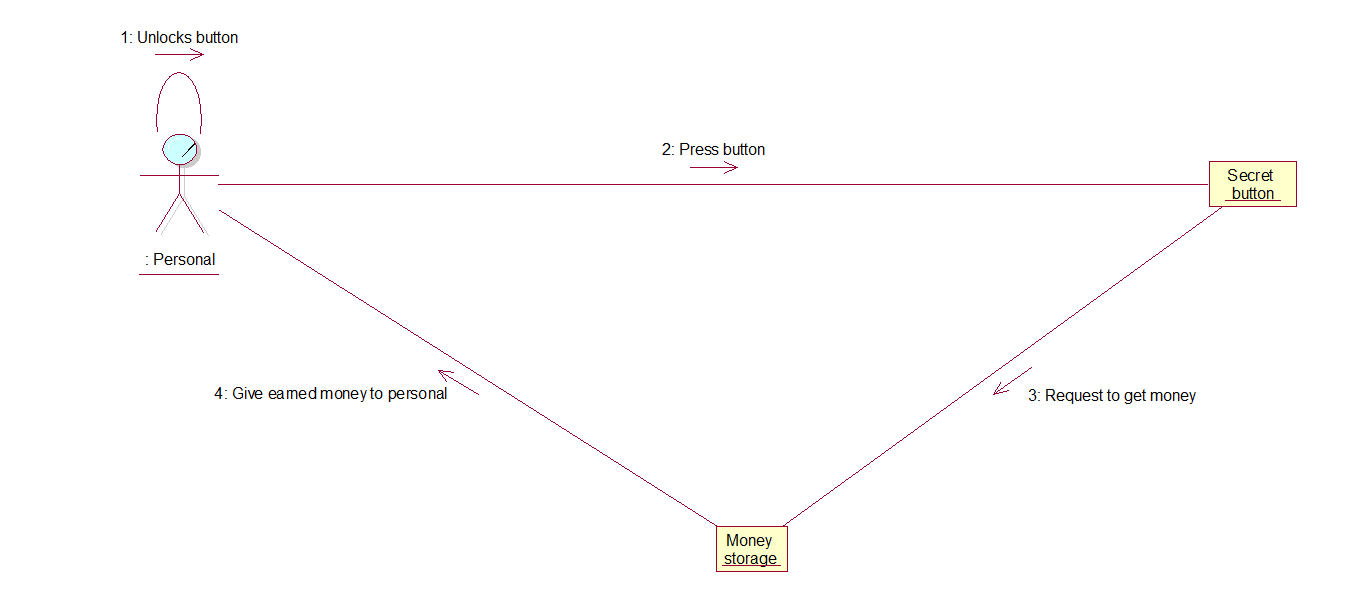 1: Unlocks button
2: Press button
Secret
button
: Personal
4: Give earned money to personal
3: Request to get money
Money
storage